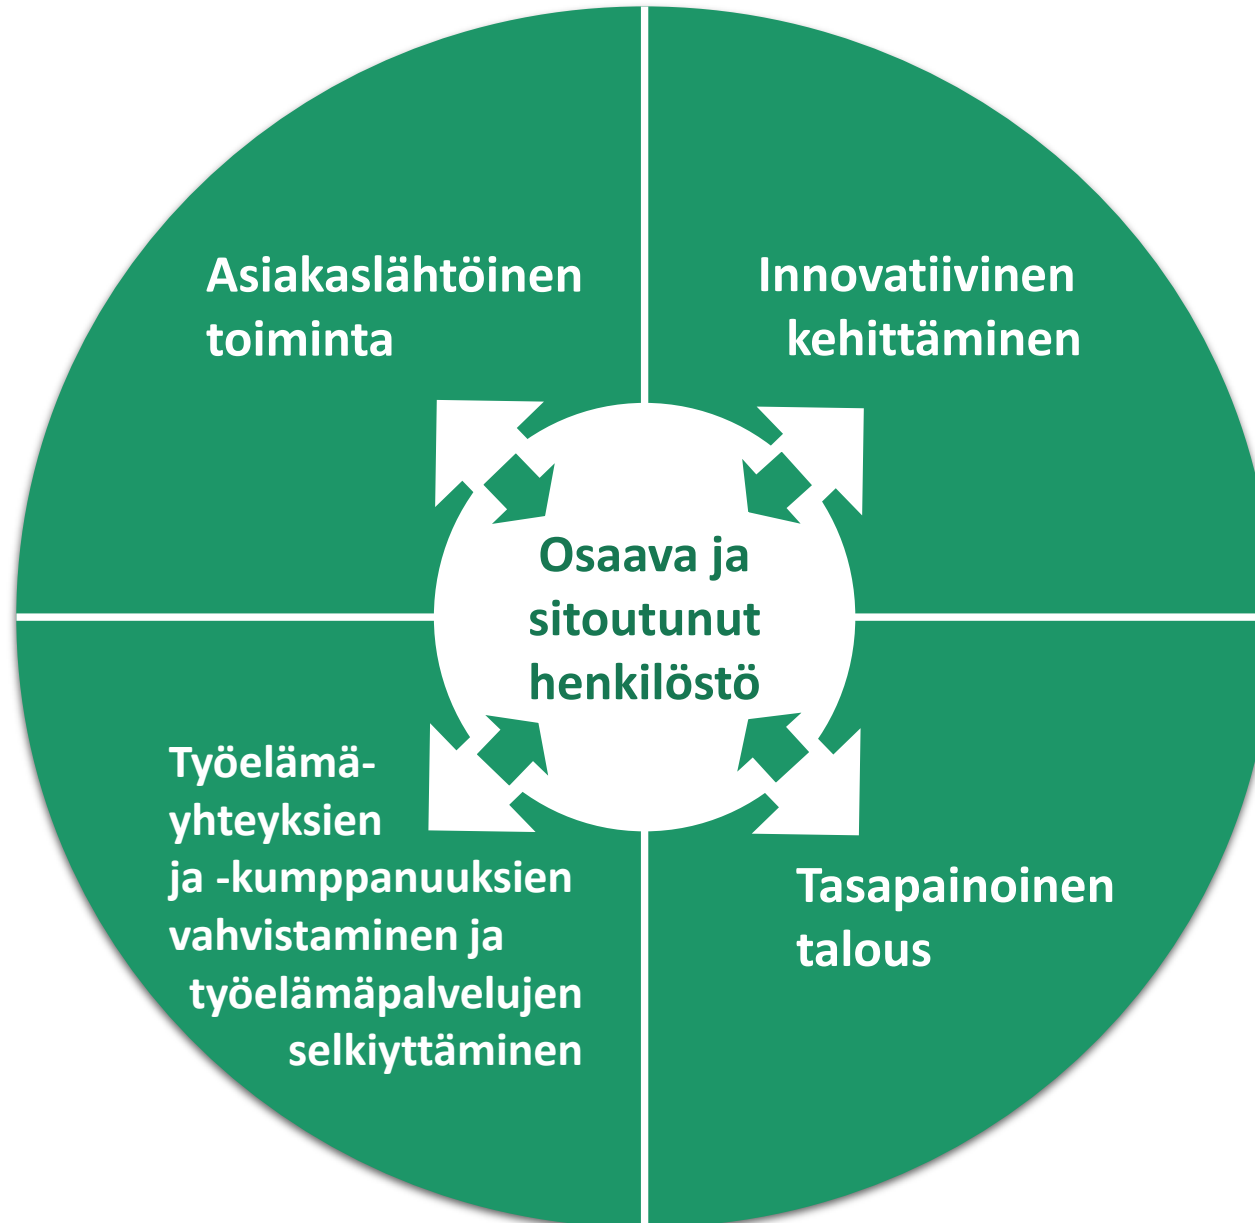 Asiakaslähtöinen
toiminta
Innovatiivinen
kehittäminen
Osaava ja
sitoutunut
henkilöstö
Työelämä-
yhteyksien
ja -kumppanuuksien
vahvistaminen ja
työelämäpalvelujen
selkiyttäminen
Tasapainoinen
talous